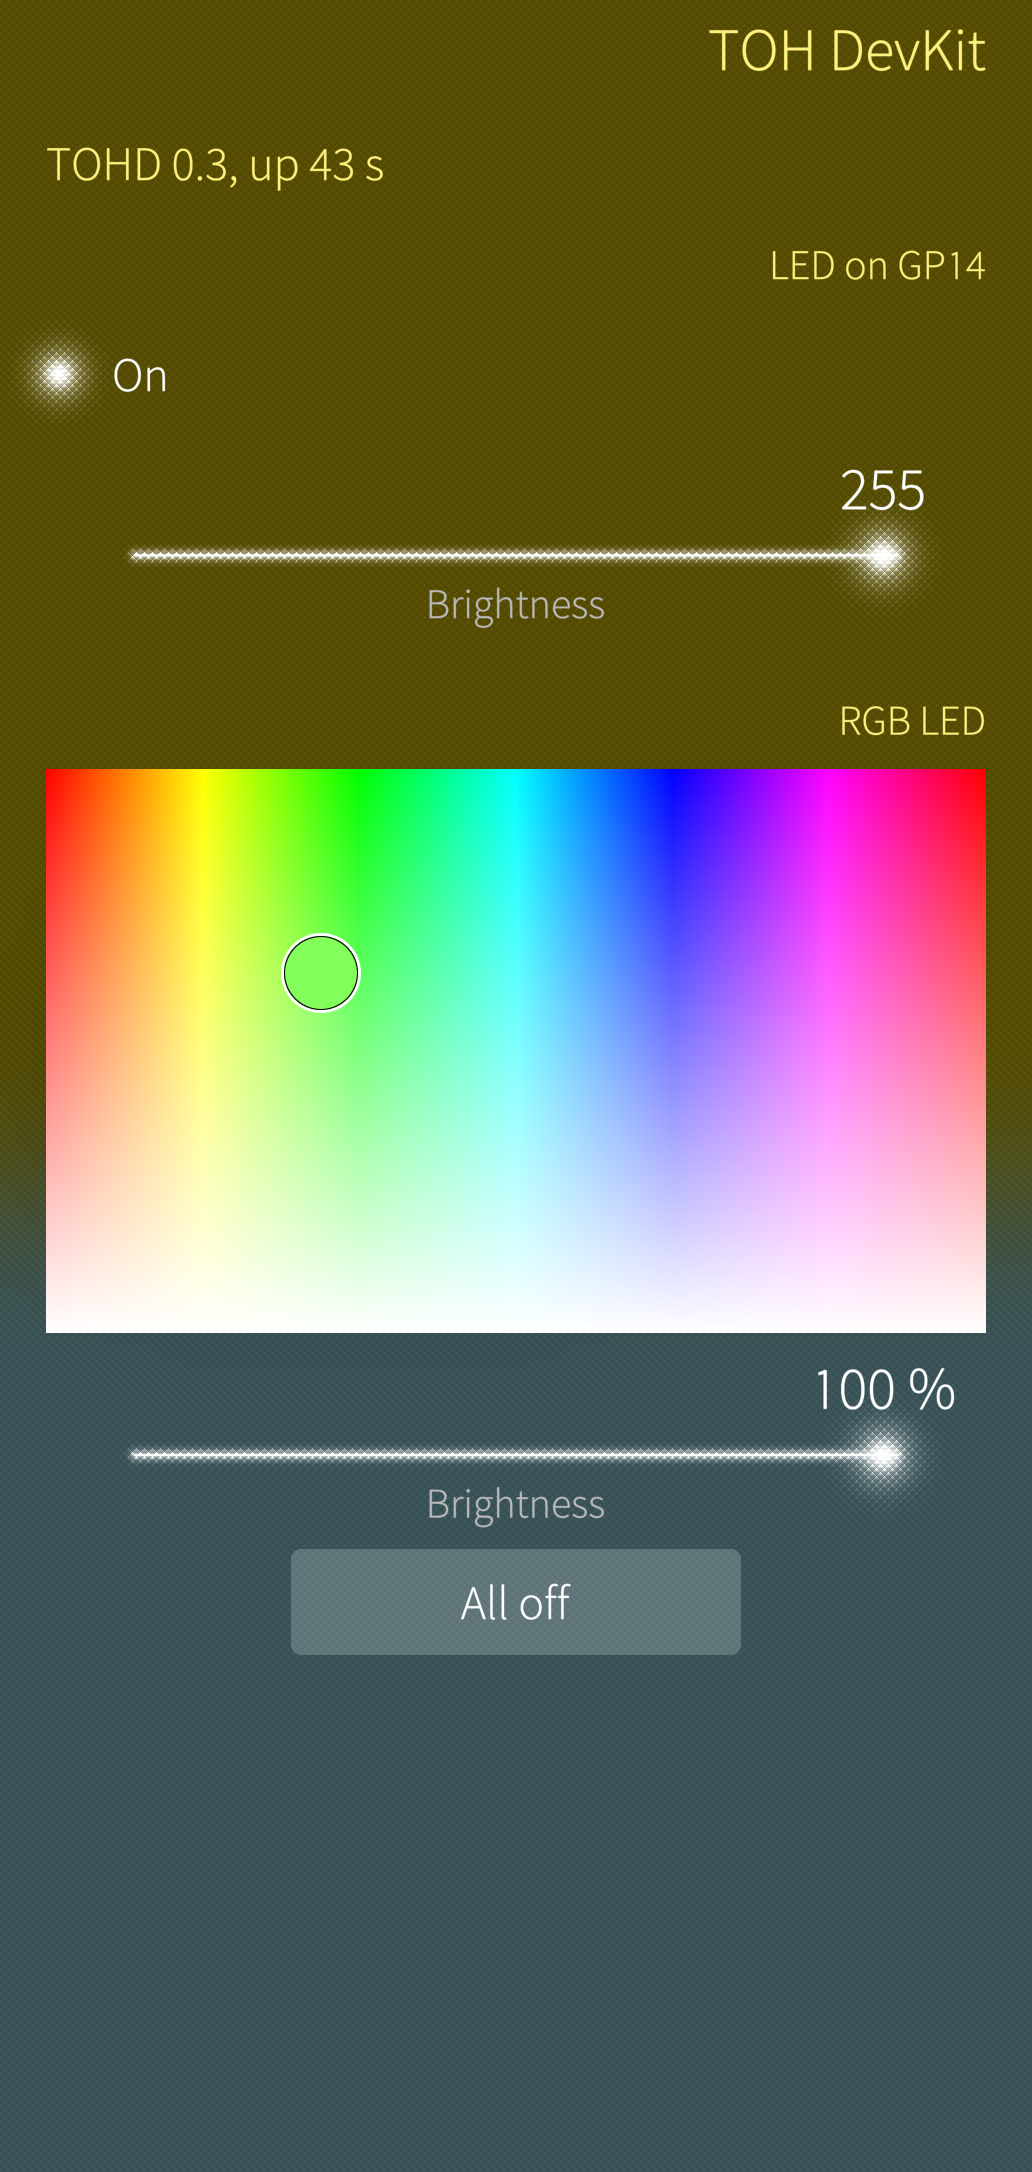 TOH DevKit
TOHD 0.3, up 43 s
LED on GP14
On
255
Brightness
RGB LED
100 %
Brightness
All off